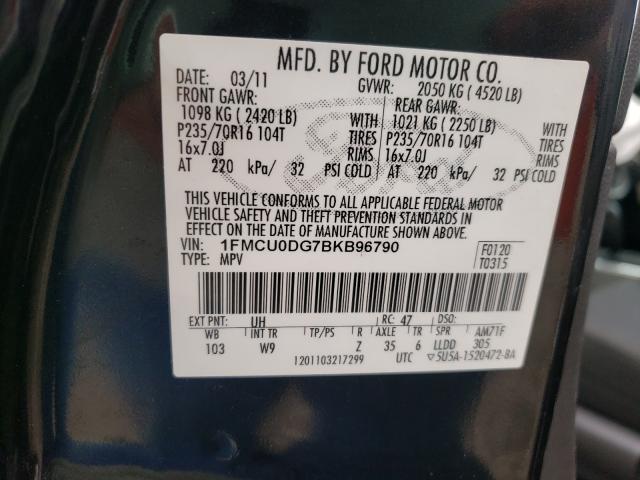 MFD. BY FORD MOTOR CO.
DATE: 03/11 GVWR: 2050 KG ( 4520 LB)
FRONT GAWR: REAR GAWR:
1098 KG ( 2420 LB) WITH 1021 KG ( 2250 LB) WITH
P235/70R16 104T TIRES P235/70R16 104T TIRES
16x7.0J RIMS 16x7.0J RIMS
AT 220 kPa/ 32 PSI COLD AT 220 kPa/ 32 PSI COLD
THIS VEHICLE CONFORMS TO ALL APPLICABLE FEDERAL MOTOR
VEHICLE SAFETY AND THEFT PREVENTION STANDARDS IN
EFFECT ON THE DATE OF MANUFACTURE SHOWN ABOVE.
VIN: 1FMCU0DG7BKB96790 F0120
TYPE: MPV T0315
EXT PNT: UH RC: 47 DSO:
WB INT TR TP/PS R AXLE TR SPR AM71F
103 W9 Z 35 6 LLDD 305
1201103217299 UTC 5U5A-1520472-BA